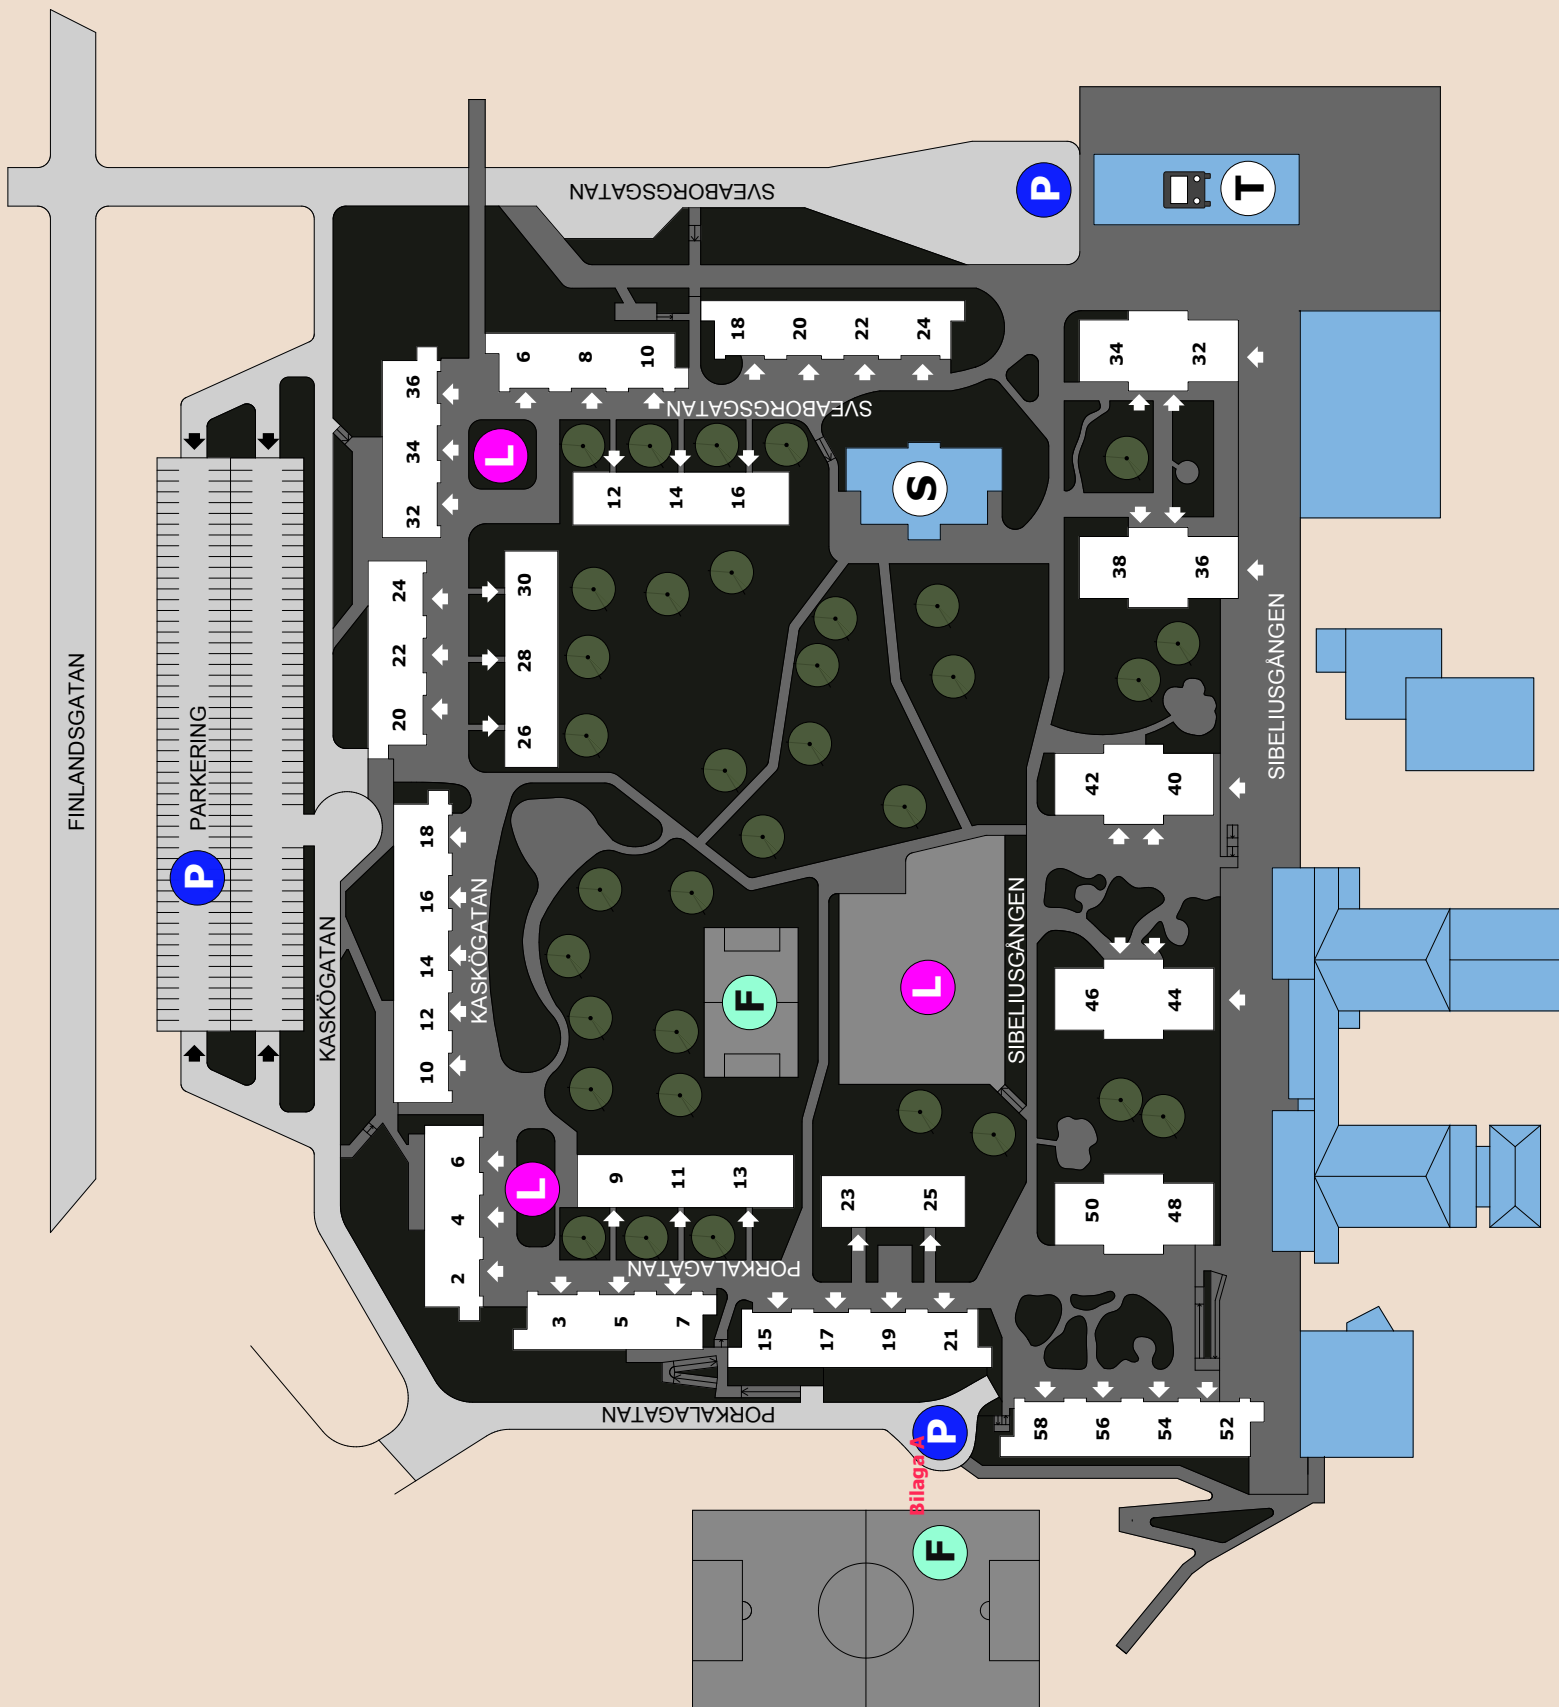 FINLANDSGATAN
PARKERING
P
KASKÖGATAN
KASKÖGATAN
SVEABORGSGATAN
P
T
SVEABORGSGATAN
36
34
32
24
22
20
18
16
14
12
10
6
4
2
L
6
8
10
18
20
22
24
12
14
16
30
28
26
S
34
32
38
36
42
40
46
44
50
48
SIBELIUSGÅNGEN
SIBELIUSGÅNGEN
F
L
L
9
11
13
23
25
PORKALAGATAN
3
5
7
15
17
19
21
PORKALAGATAN
58
56
54
52
P
Bilaga A
F